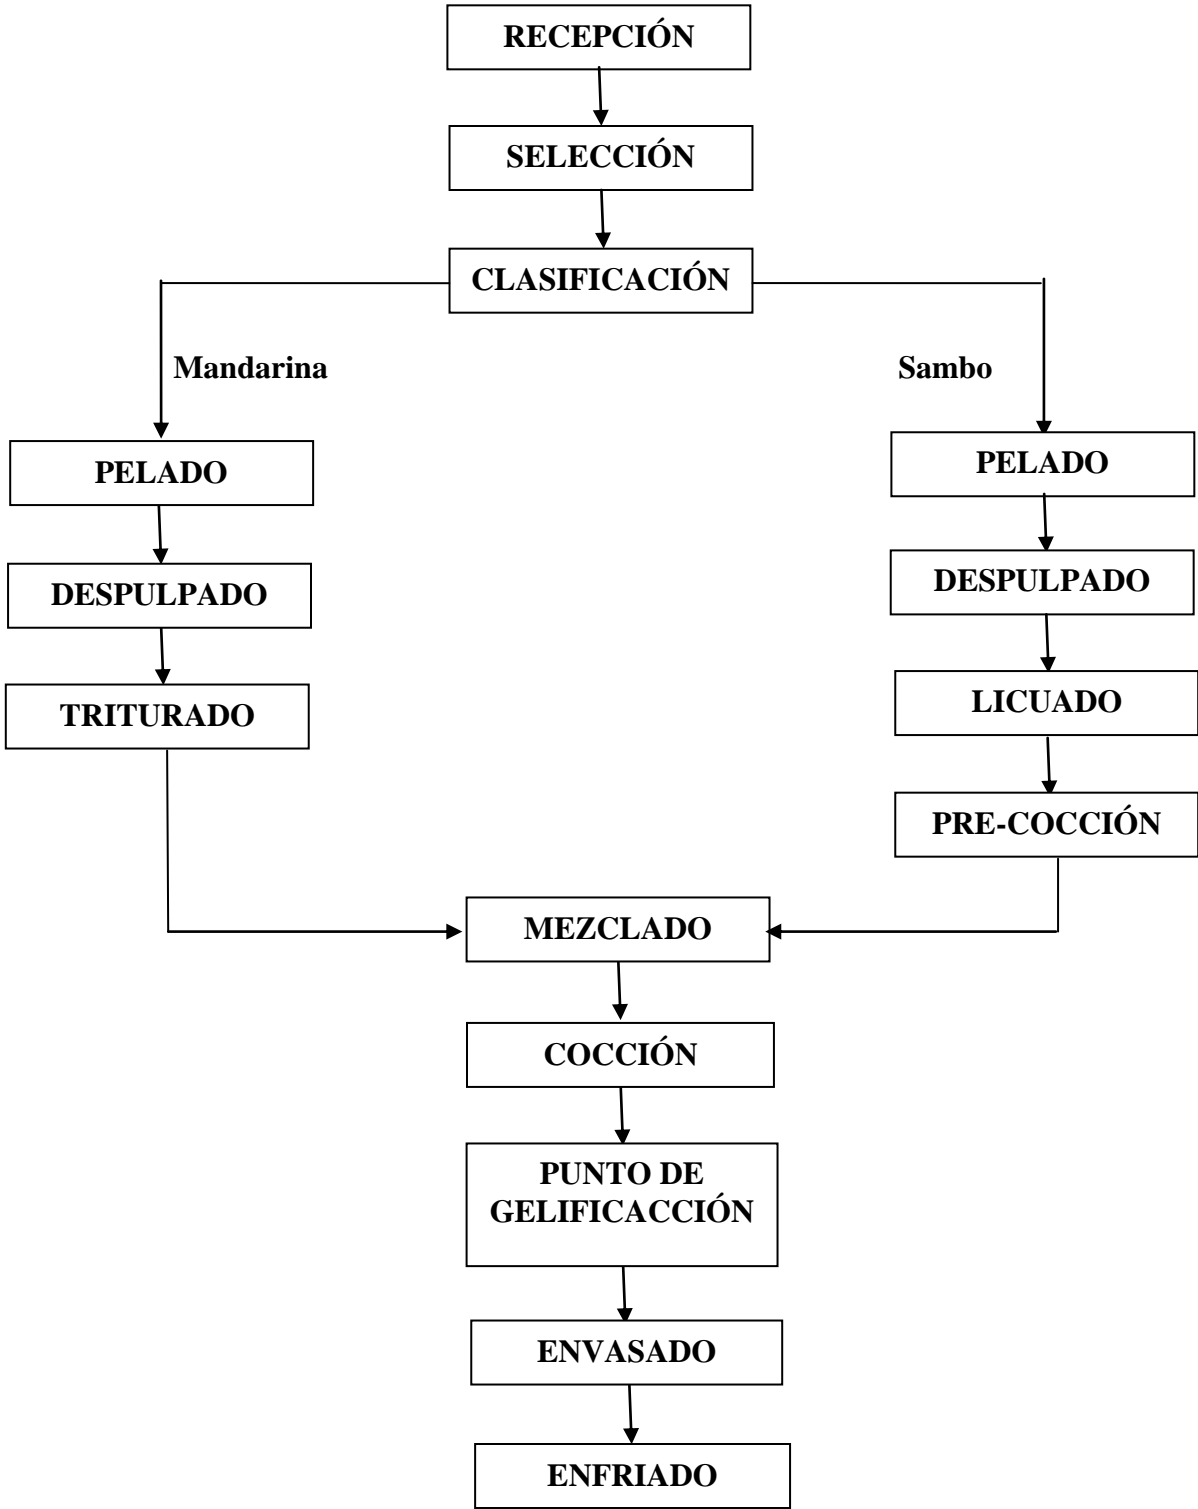 RECEPCIÓN
SELECCIÓN
CLASIFICACIÓN
Mandarina
Sambo
PELADO
PELADO
DESPULPADO
DESPULPADO
TRITURADO
LICUADO
PRE-COCCIÓN
MEZCLADO
COCCIÓN
PUNTO DE
GELIFICACCIÓN
ENVASADO
ENFRIADO